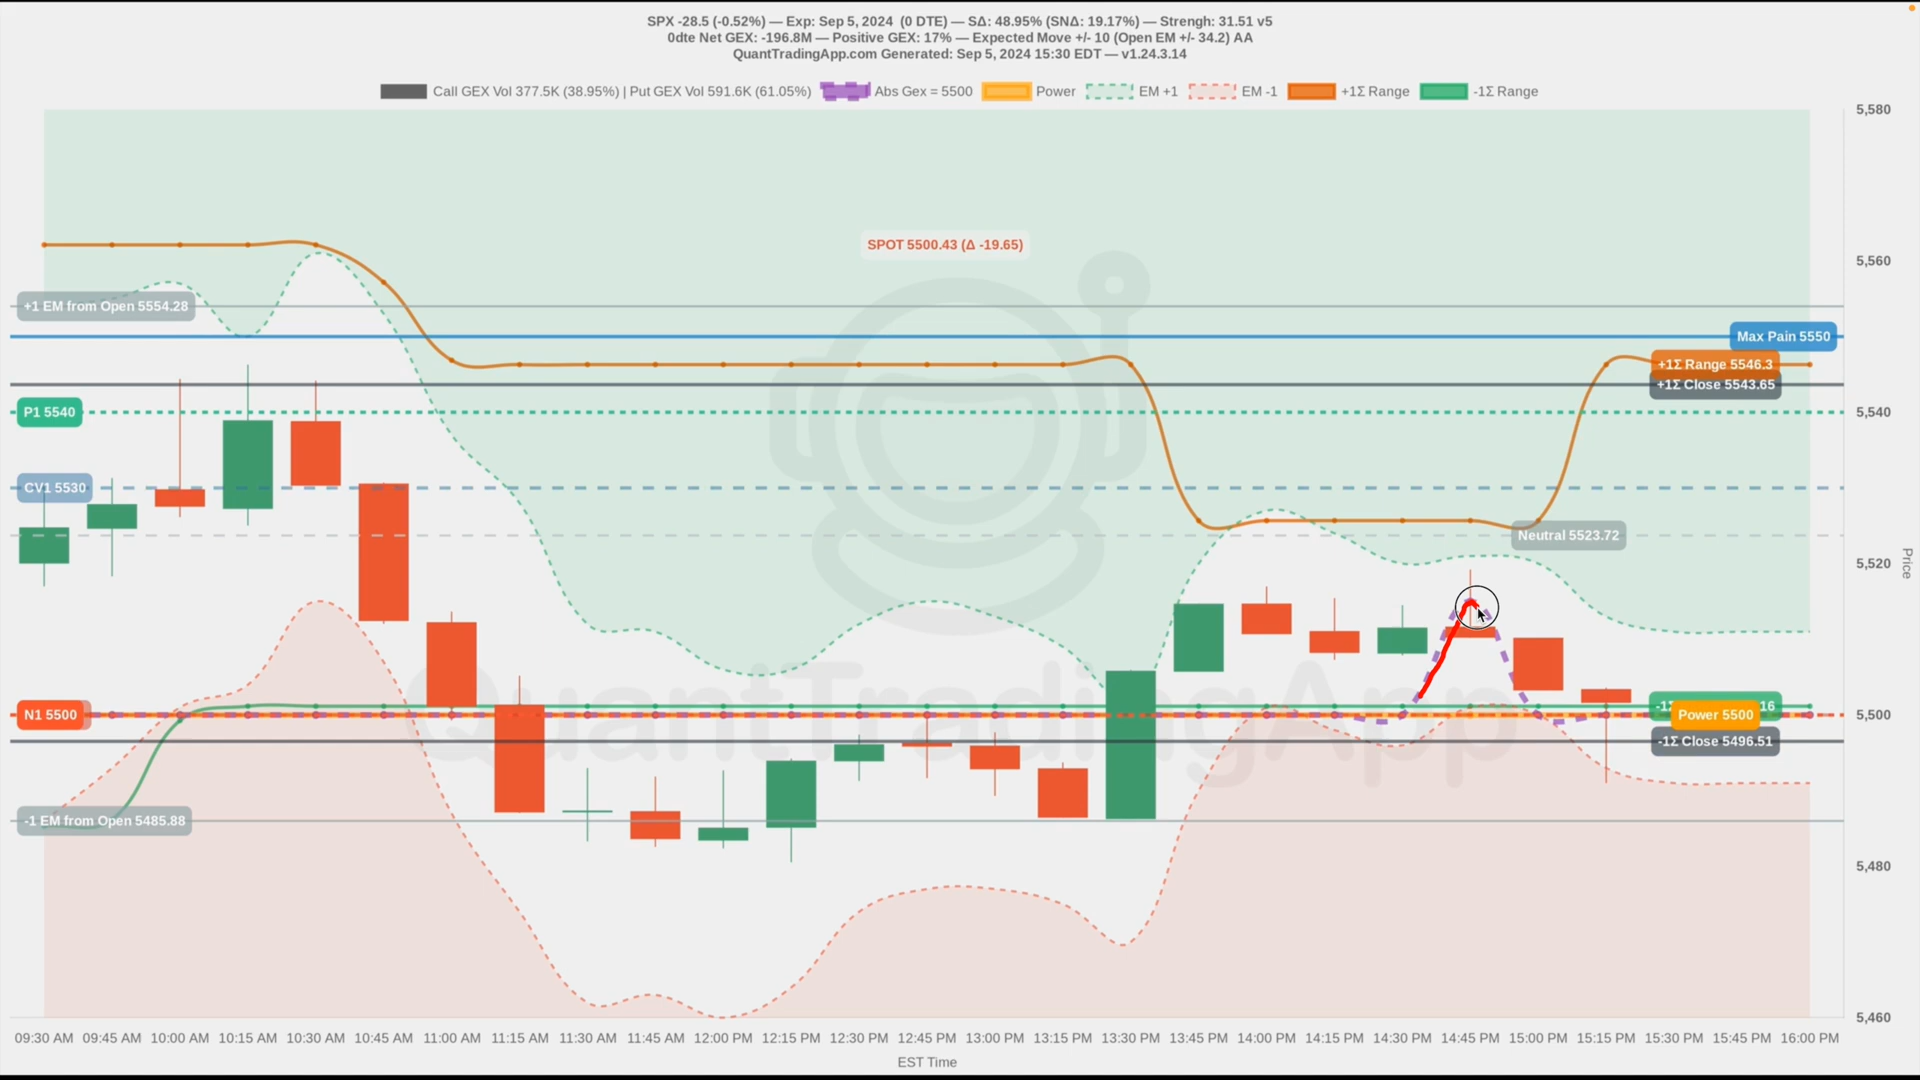 SPX -28.5 (-0.52%) — Exp: Sep 5, 2024 (0 DTE) — SΔ: 48.95% (SNΔ: 19.17%) — Strengh: 31.51 v5
0dte Net GEX: -196.8M — Positive GEX: 17% — Expected Move +/- 10 (Open EM +/- 34.2) AA
QuantTradingApp.com Generated: Sep 5, 2024 15:30 EDT — v1.24.3.14
Call GEX Vol 377.5K (38.95%) | Put GEX Vol 591.6K (61.05%) Abs Gex = 5500 Power EM +1 EM -1 +1Σ Range -1Σ Range
5,580
SPOT 5500.43 (Δ -19.65)
5,560
+1 EM from Open 5554.28
Max Pain 5550
+1Σ Range 5546.3
+1Σ Close 5543.65
P1 5540
5,540
CV1 5530
Neutral 5523.72
5,520
Price
QuantTradingApp
N1 5500
-1Σ 16
Power 5500
5,500
-1Σ Close 5496.51
-1 EM from Open 5485.88
5,480
5,460
09:30 AM 09:45 AM 10:00 AM 10:15 AM 10:30 AM 10:45 AM 11:00 AM 11:15 AM 11:30 AM 11:45 AM 12:00 PM 12:15 PM 12:30 PM 12:45 PM 13:00 PM 13:15 PM 13:30 PM 13:45 PM 14:00 PM 14:15 PM 14:30 PM 14:45 PM 15:00 PM 15:15 PM 15:30 PM 15:45 PM 16:00 PM
EST Time